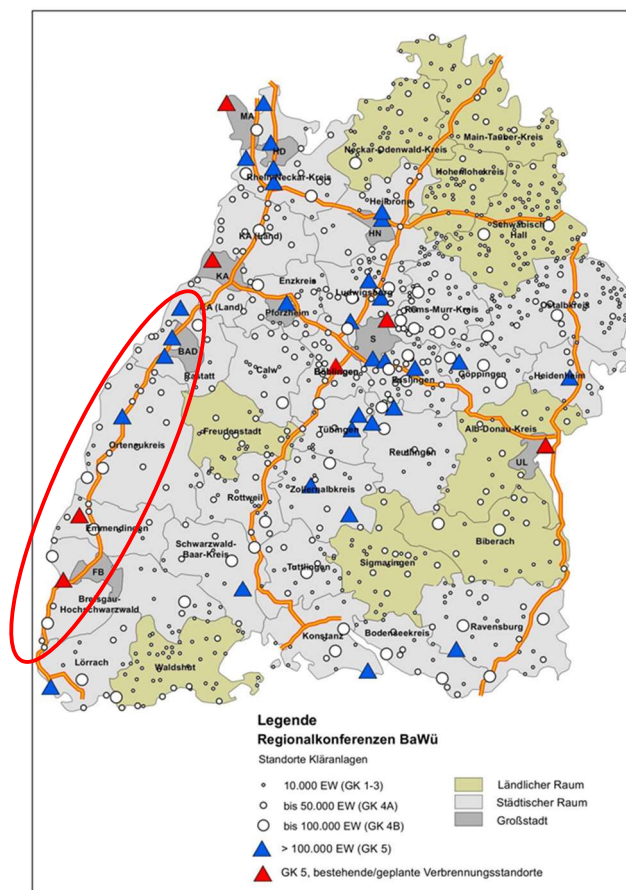 MA
HD
Main-Tauber-Kreis
Neckar-Odenwald-Kreis
Hohenlohekreis
Rhein-Neckar-Kreis
Heilbronn
Schwäbisch
Hall
HN
KA (Land)
KA
Enzkreis
Ludwigsburg
Rems-Murr-Kreis
Ostalbkreis
KA (Land)
Pforzheim
S
BAD
Rastatt
Calw
Böblingen
Esslingen
Göppingen
Heidenheim
Freudenstadt
Tübingen
Alb-Donau-Kreis
Ortenaukreis
Reutlingen
UL
Rottweil
Zollernalbkreis
Emmendingen
Schwarzwald-
Baar-Kreis
Biberach
FB
Tuttlingen
Sigmaringen
Breisgau-
Hochschwarzwald
Konstanz
Bodenseekreis
Ravensburg
Lörrach
Waldshut
Legende
Regionalkonferenzen BaWü
Standorte Kläranlagen
10.000 EW (GK 1-3)
bis 50.000 EW (GK 4A)
bis 100.000 EW (GK 4B)
> 100.000 EW (GK 5)
GK 5, bestehende/geplante Verbrennungsstandorte
Ländlicher Raum
Städtischer Raum
Großstadt